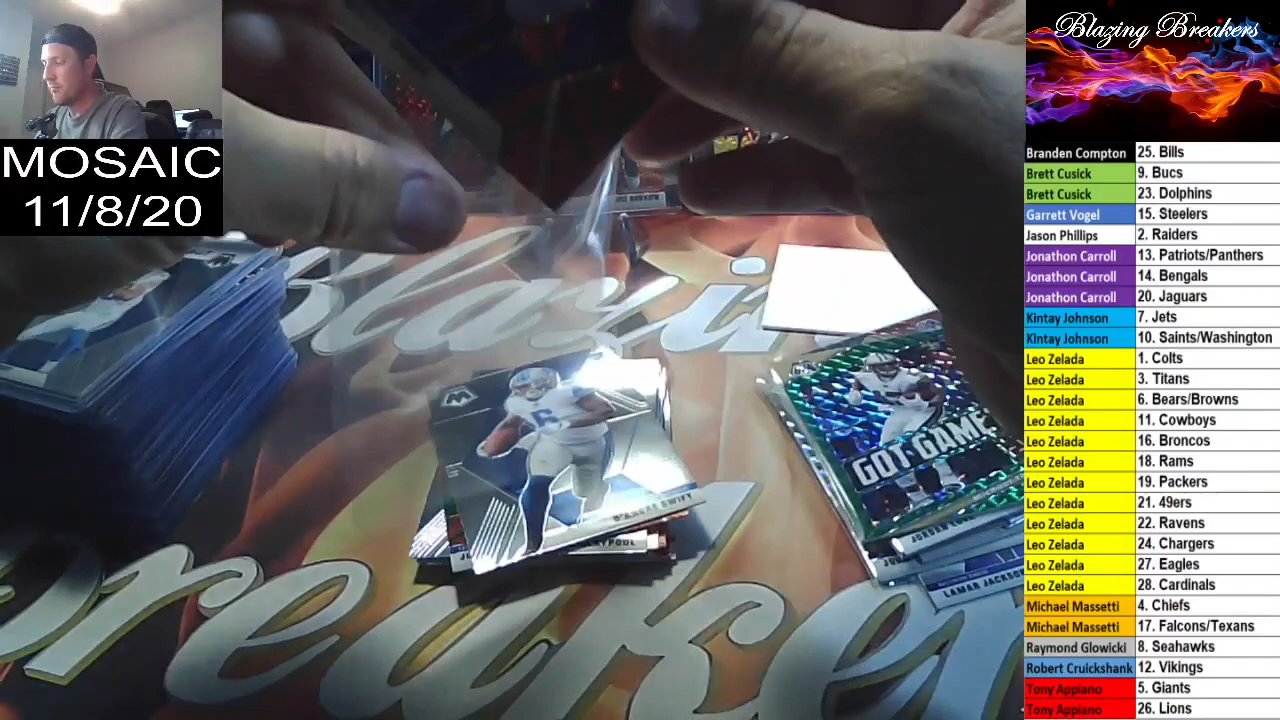 Blazing Breakers
MOSAIC
11/8/20
Branden Compton 25. Bills
Brett Cusick 9. Bucs
Brett Cusick 23. Dolphins
Garrett Vogel 15. Steelers
Jason Phillips 2. Raiders
Jonathon Carroll 13. Patriots/Panthers
Jonathon Carroll 14. Bengals
Jonathon Carroll 20. Jaguars
Kintay Johnson 7. Jets
Kintay Johnson 10. Saints/Washington
Leo Zelada 1. Colts
Leo Zelada 3. Titans
Leo Zelada 6. Bears/Browns
Leo Zelada 11. Cowboys
Leo Zelada 16. Broncos
Leo Zelada 18. Rams
Leo Zelada 19. Packers
Leo Zelada 21. 49ers
Leo Zelada 22. Ravens
Leo Zelada 24. Chargers
Leo Zelada 27. Eagles
Leo Zelada 28. Cardinals
Michael Massetti 4. Chiefs
Michael Massetti 17. Falcons/Texans
Raymond Glowicki 8. Seahawks
Robert Cruickshank 12. Vikings
Tony Appiano 5. Giants
Tony Appiano 26. Lions
Blazi
Breaker
M
D'ANDRE SWIFT
GOT GAME
JORDAN
LAMAR JACKSON